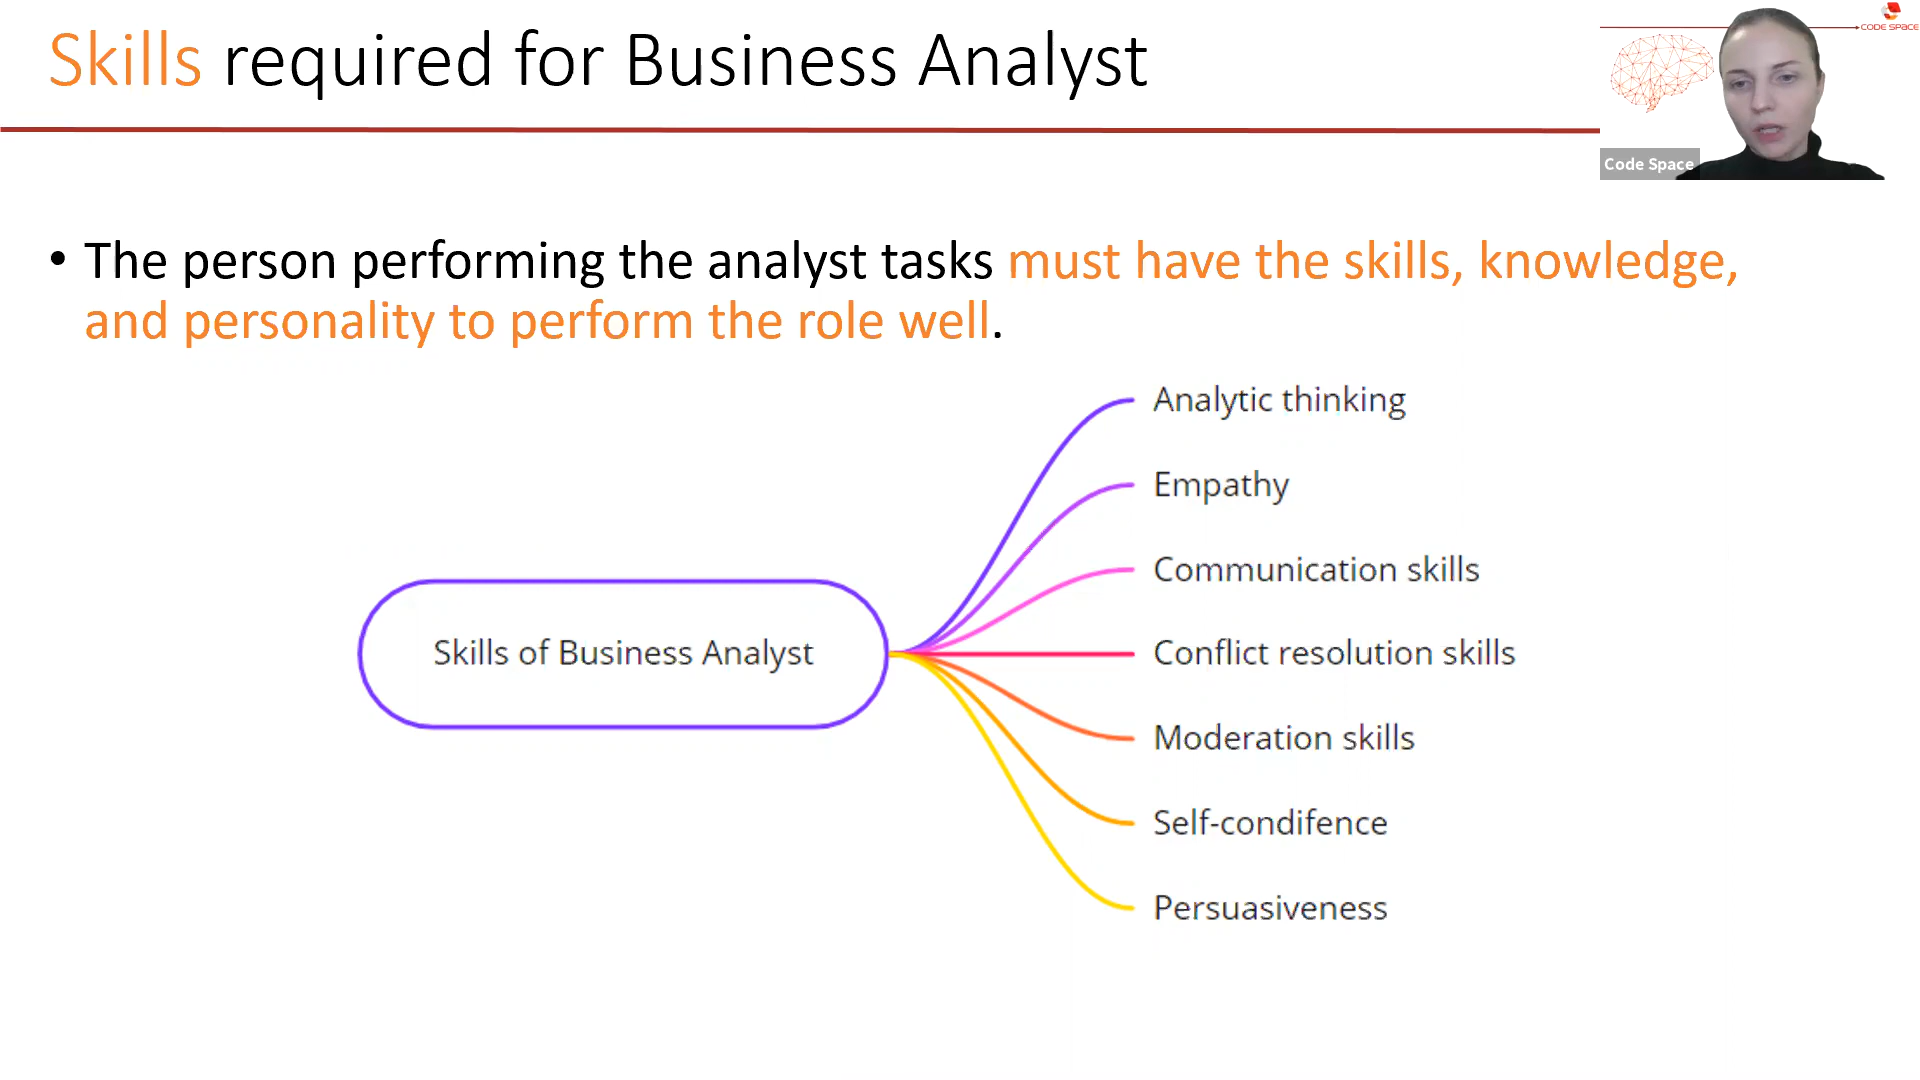 Skills required for Business Analyst
CODE SPACE
Code Space
• The person performing the analyst tasks must have the skills, knowledge,
and personality to perform the role well.
Analytic thinking
Empathy
Communication skills
Skills of Business Analyst
Conflict resolution skills
Moderation skills
Self-condifence
Persuasiveness